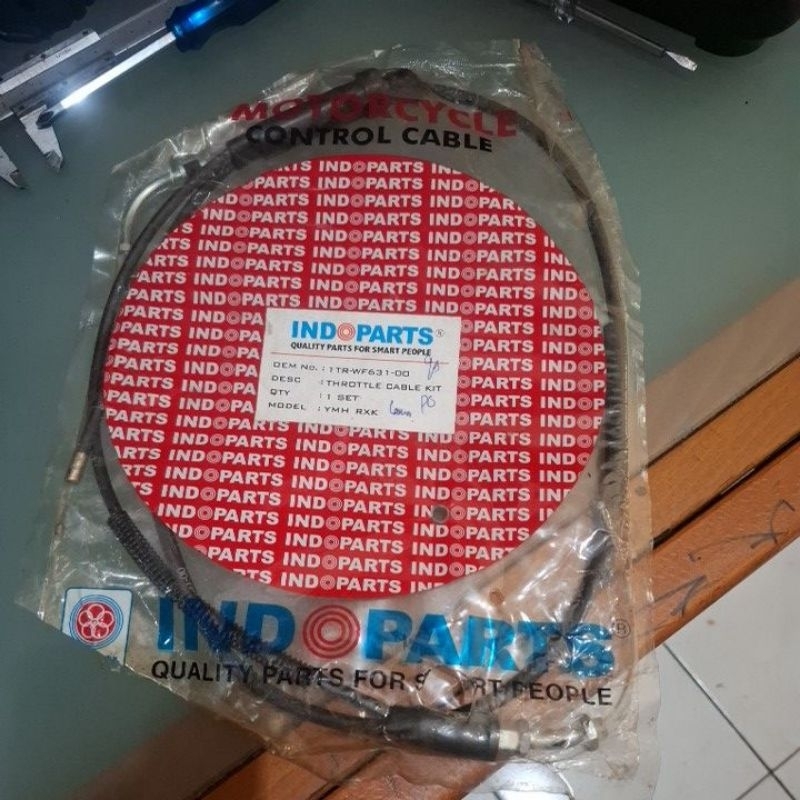 MOTORCYCLE
CONTROL CABLE
INDOPARTS®
QUALITY PARTS FOR SMART PEOPLE
OEM No. : 1TR-WF631-00
DESC : THROTTLE CABLE KIT
QTY : 1 SET
MODEL : YMH RXK
INDOPARTS®
QUALITY PARTS FOR SMART PEOPLE